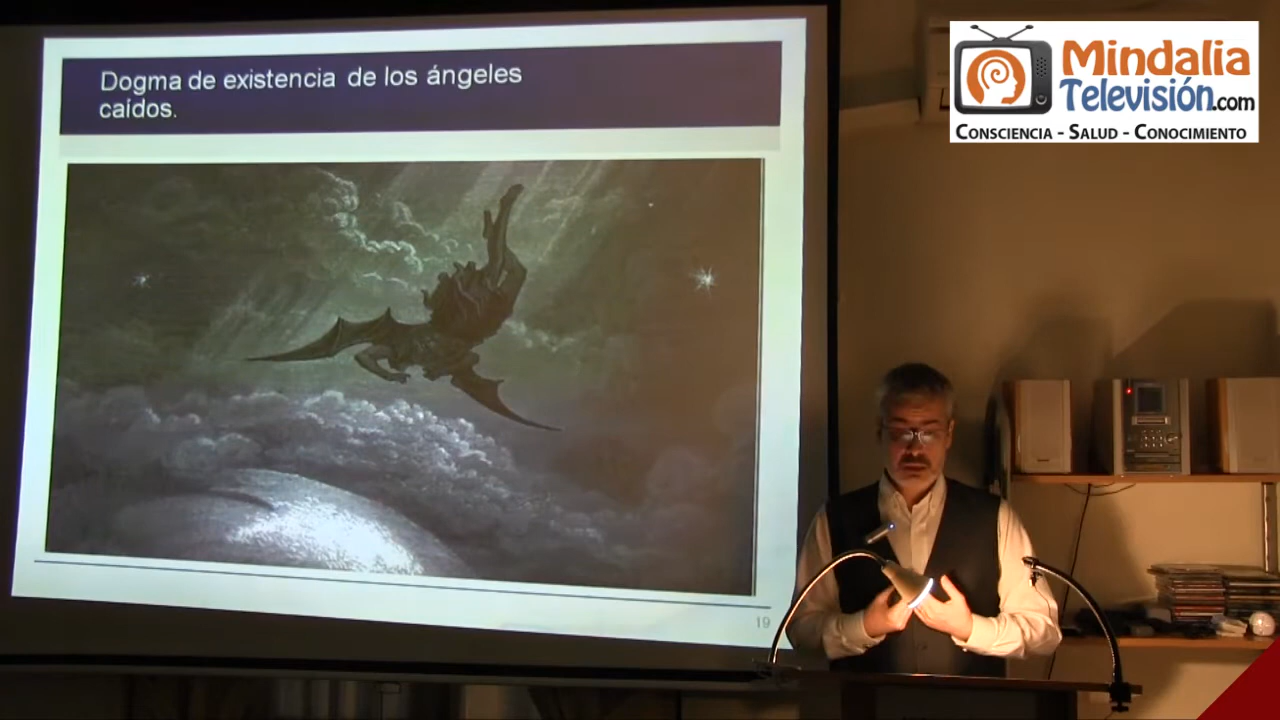 Dogma de existencia de los ángeles
caídos.
19
Mindalia
Televisión.com
CONSCIENCIA - SALUD - CONOCIMIENTO